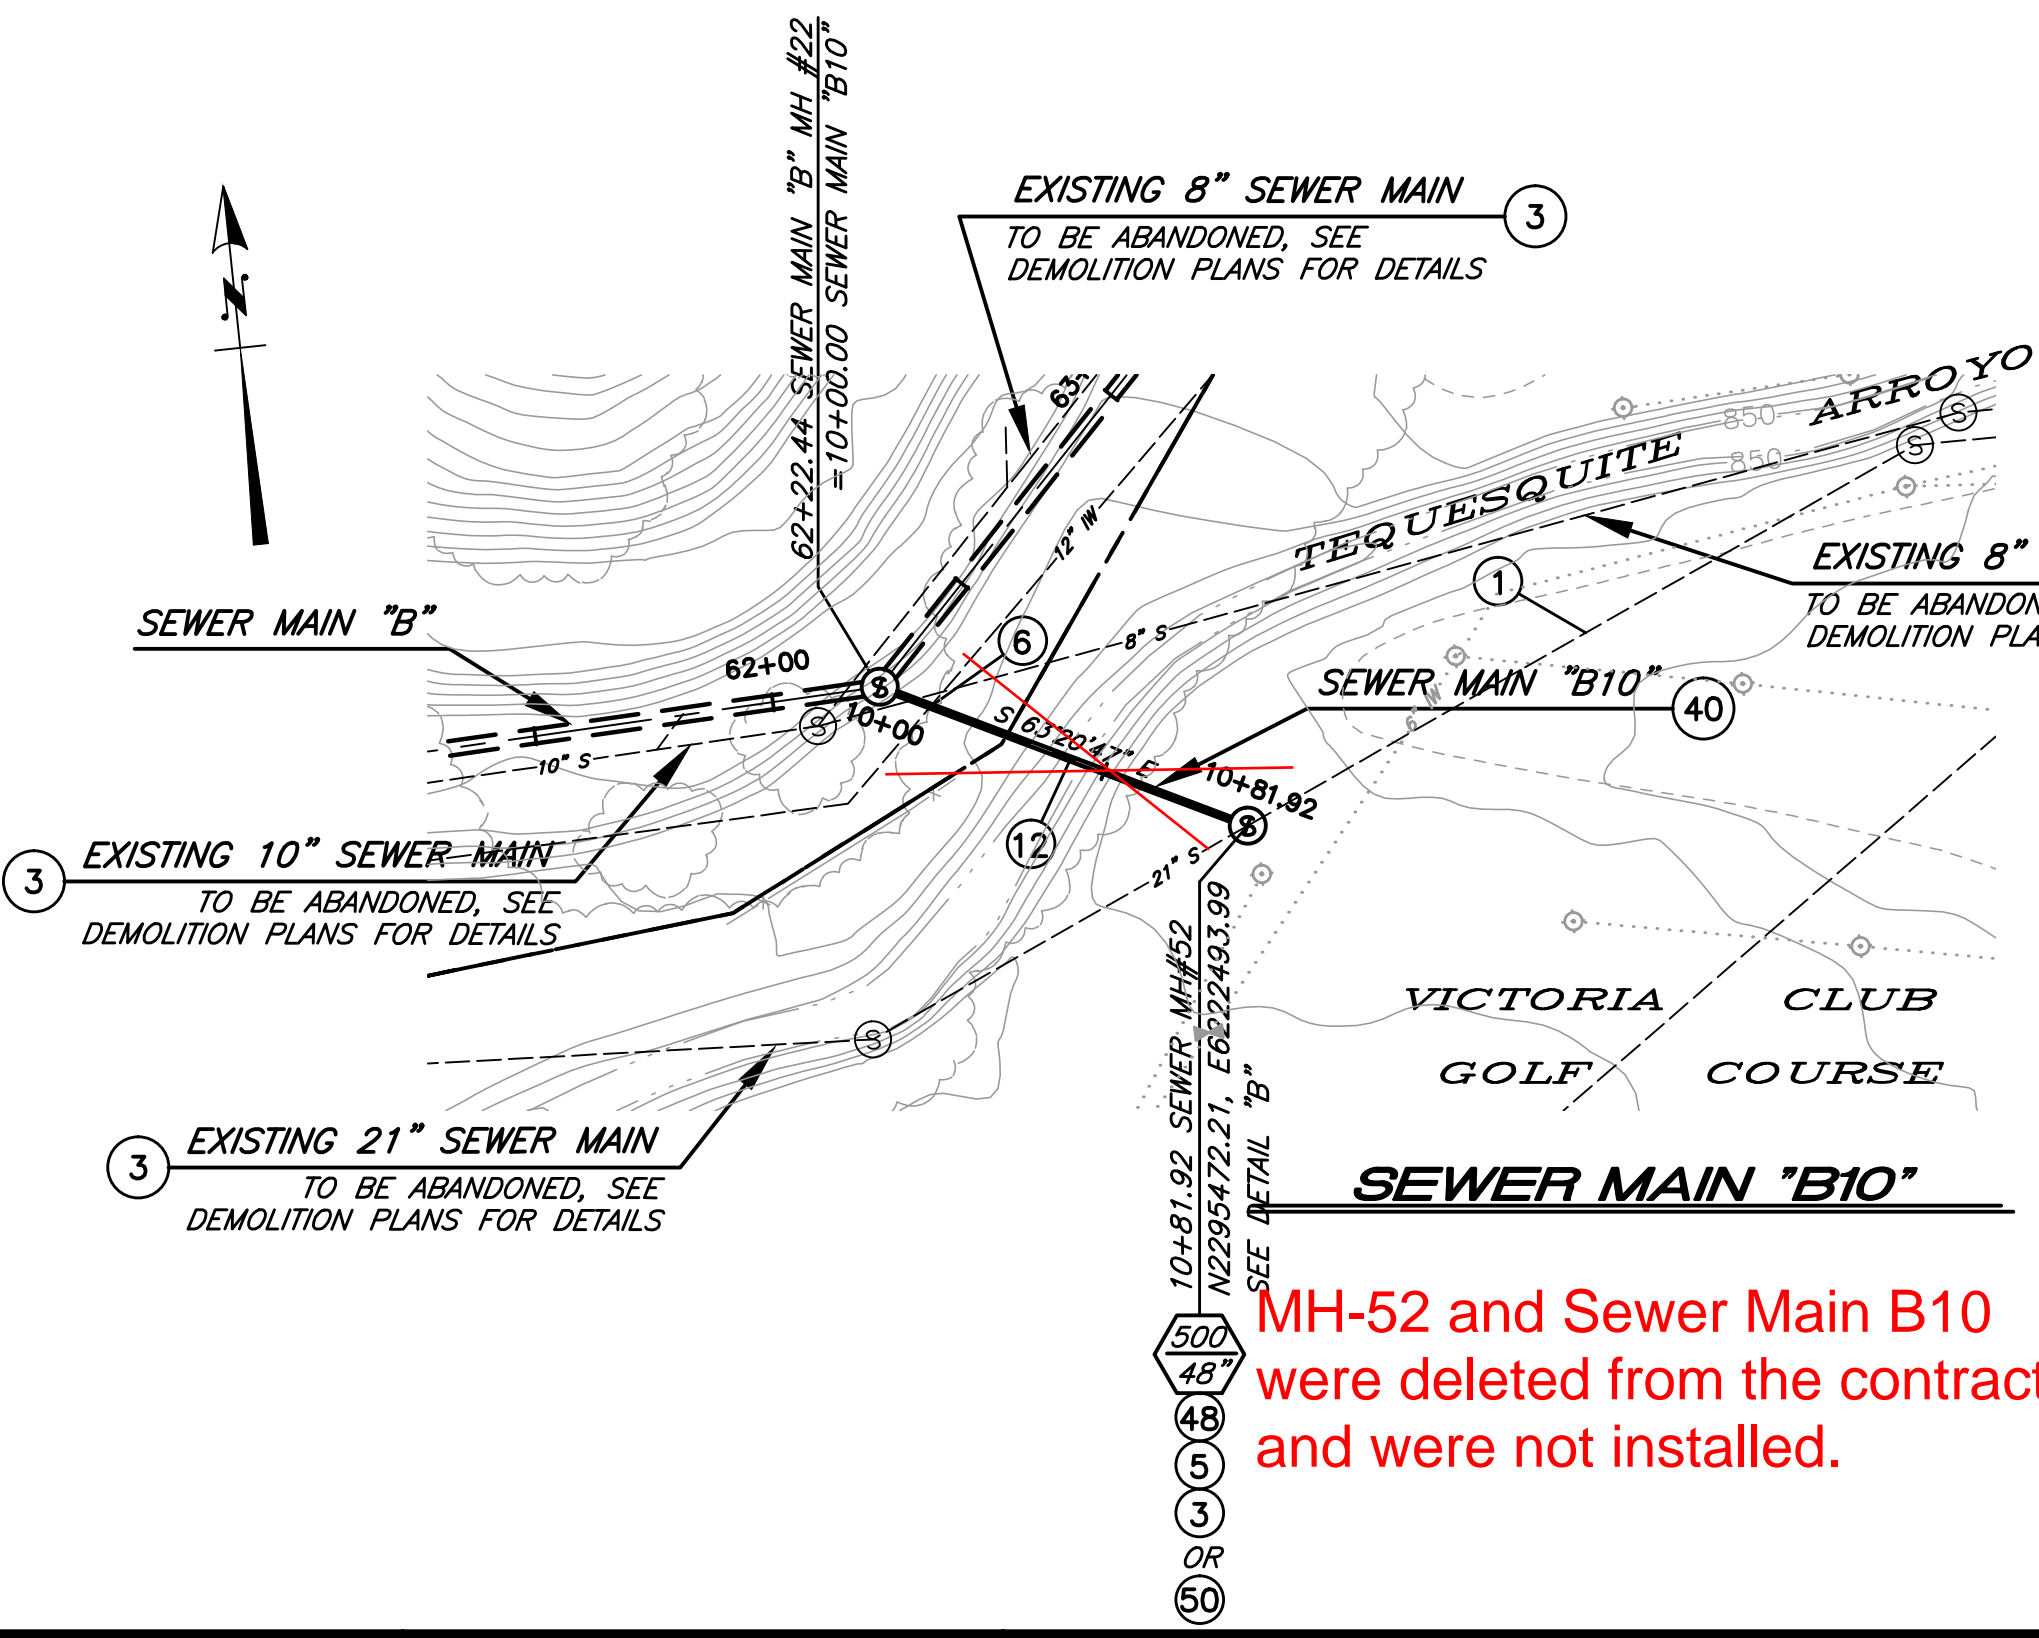 62+22.44 SEWER MAIN "B" MH #22
=10+00.00 SEWER MAIN "B10"
EXISTING 8" SEWER MAIN
3
TO BE ABANDONED, SEE
DEMOLITION PLANS FOR DETAILS
N
63+
12" IW
TEQUESQUITE ARROYO
850
850
S
S
1
EXISTING 8"
TO BE ABANDON
DEMOLITION PLA
SEWER MAIN "B"
62+00
S
6
8" S
SEWER MAIN "B10"
40
6" IW
S
10+00
S 63°20'47" E
10+81.92
S
10" S
12
21" S
3
EXISTING 10" SEWER MAIN
TO BE ABANDONED, SEE
DEMOLITION PLANS FOR DETAILS
S
VICTORIA CLUB
GOLF COURSE
3
EXISTING 21" SEWER MAIN
TO BE ABANDONED, SEE
DEMOLITION PLANS FOR DETAILS
10+81.92 SEWER MH#52
N2295472.21, E6222493.99
SEE DETAIL "B"
SEWER MAIN "B10"
MH-52 and Sewer Main B10
were deleted from the contract
and were not installed.
500
48"
48
5
3
OR
50